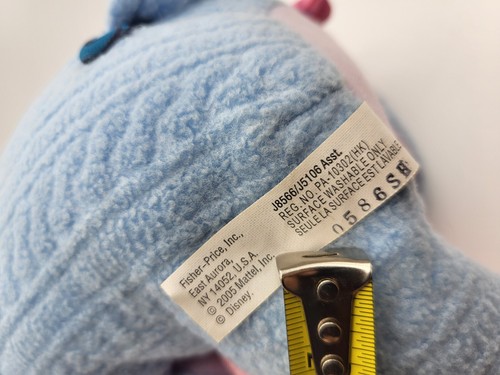 Fisher-Price, Inc.,
East Aurora,
NY 14052, U.S.A.
© 2005 Mattel, Inc.
© Disney.
J8566/J5106 Asst.
REG. NO. PA-10302(HK)
SURFACE WASHABLE ONLY
SEULE LA SURFACE EST LAVABLE
0586S